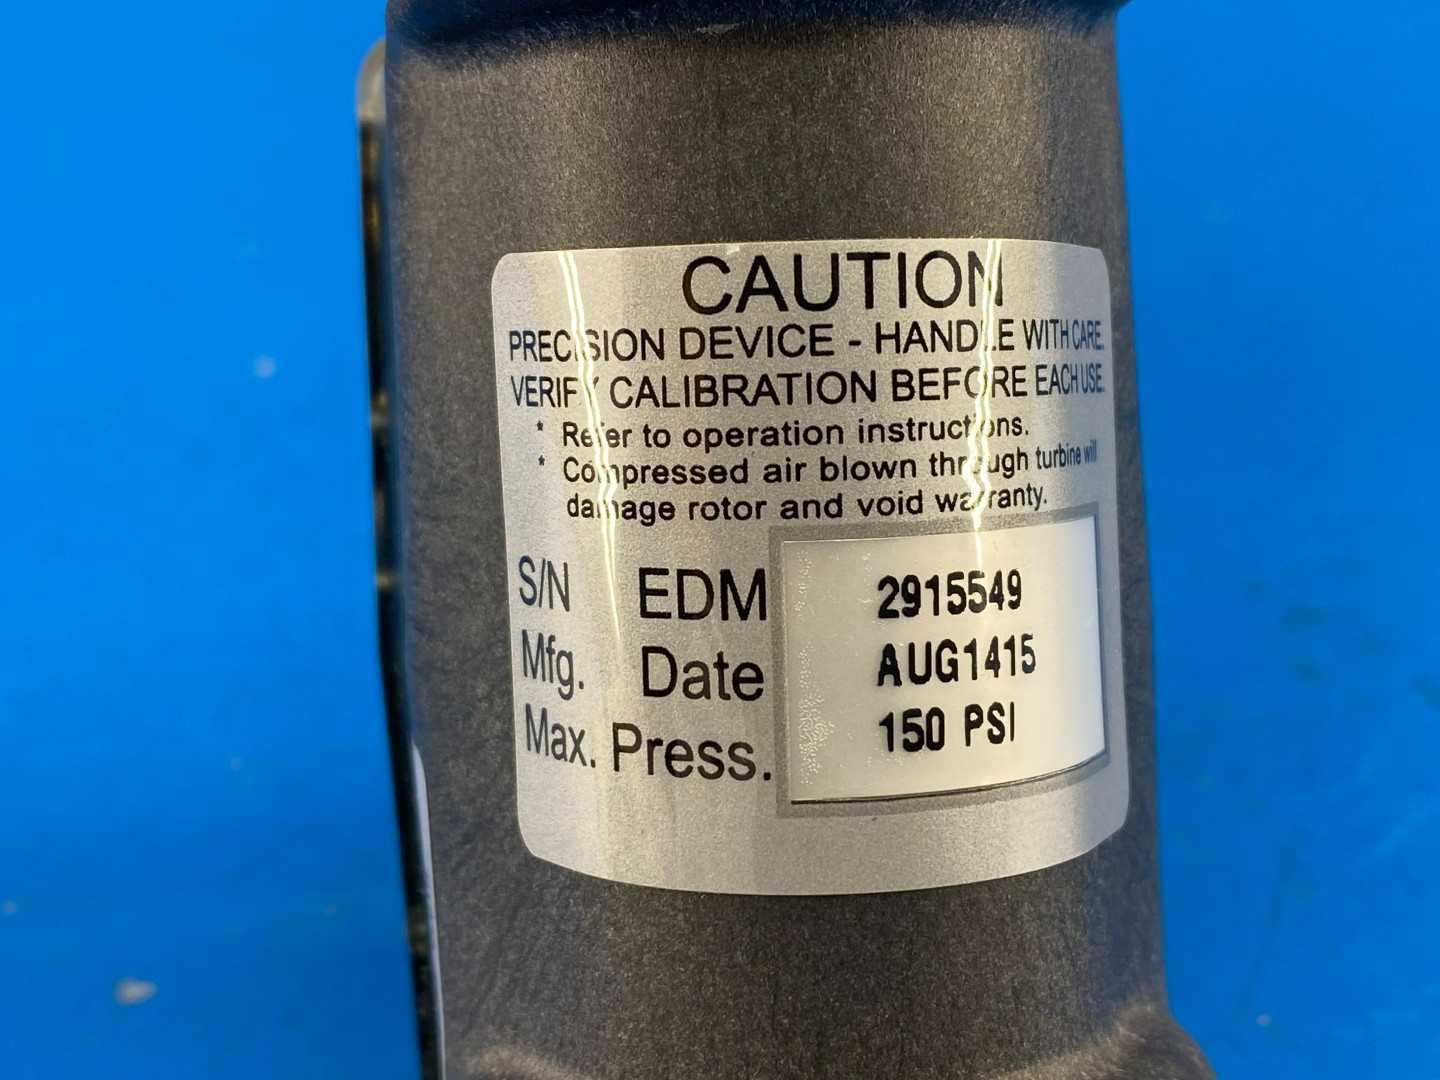 CAUTION
PRECISION DEVICE - HANDLE WITH CARE.
VERIFY CALIBRATION BEFORE EACH USE.
* Refer to operation instructions.
* Compressed air blown through turbine will
damage rotor and void warranty.
S/N EDM 2915549
Mfg. Date AUG1415
Max. Press. 150 PSI